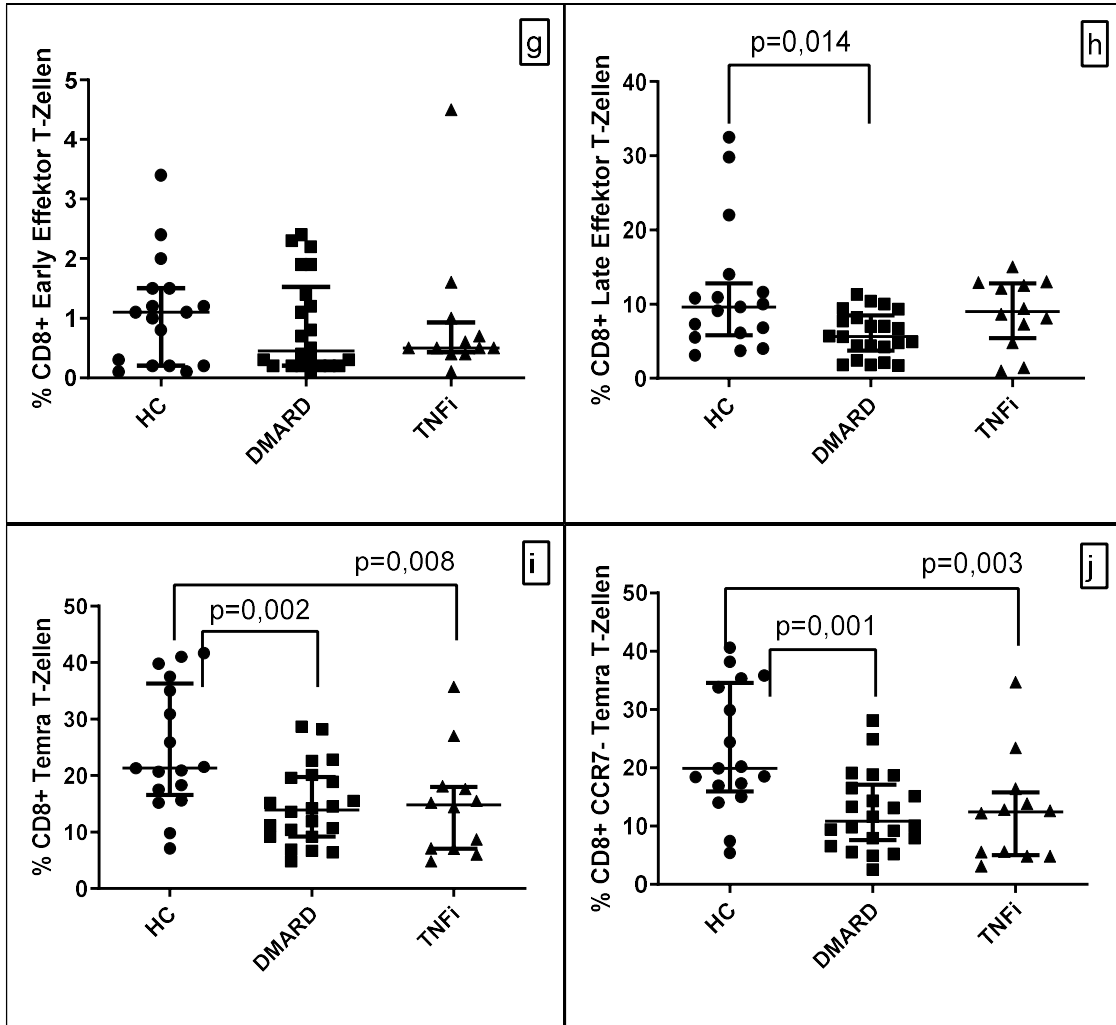 g
% CD8+ Early Effektor T-Zellen
5
4
3
2
1
0
HC
DMARD
TNFi
h
p=0,014
% CD8+ Late Effektor T-Zellen
40
30
20
10
0
HC
DMARD
TNFi
i
p=0,008
p=0,002
% CD8+ Temra T-Zellen
50
40
30
20
10
0
HC
DMARD
TNFi
j
p=0,003
p=0,001
% CD8+ CCR7- Temra T-Zellen
50
40
30
20
10
0
HC
DMARD
TNFi